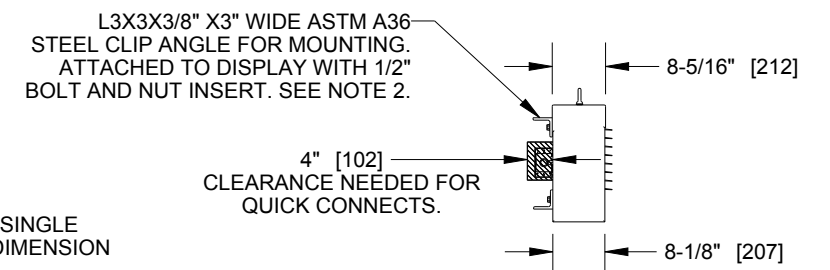 L3X3X3/8" X3" WIDE ASTM A36
STEEL CLIP ANGLE FOR MOUNTING.
ATTACHED TO DISPLAY WITH 1/2"
BOLT AND NUT INSERT. SEE NOTE 2.
8-5/16" [212]
4" [102]
CLEARANCE NEEDED FOR
QUICK CONNECTS.
SINGLE
DIMENSION
8-1/8" [207]